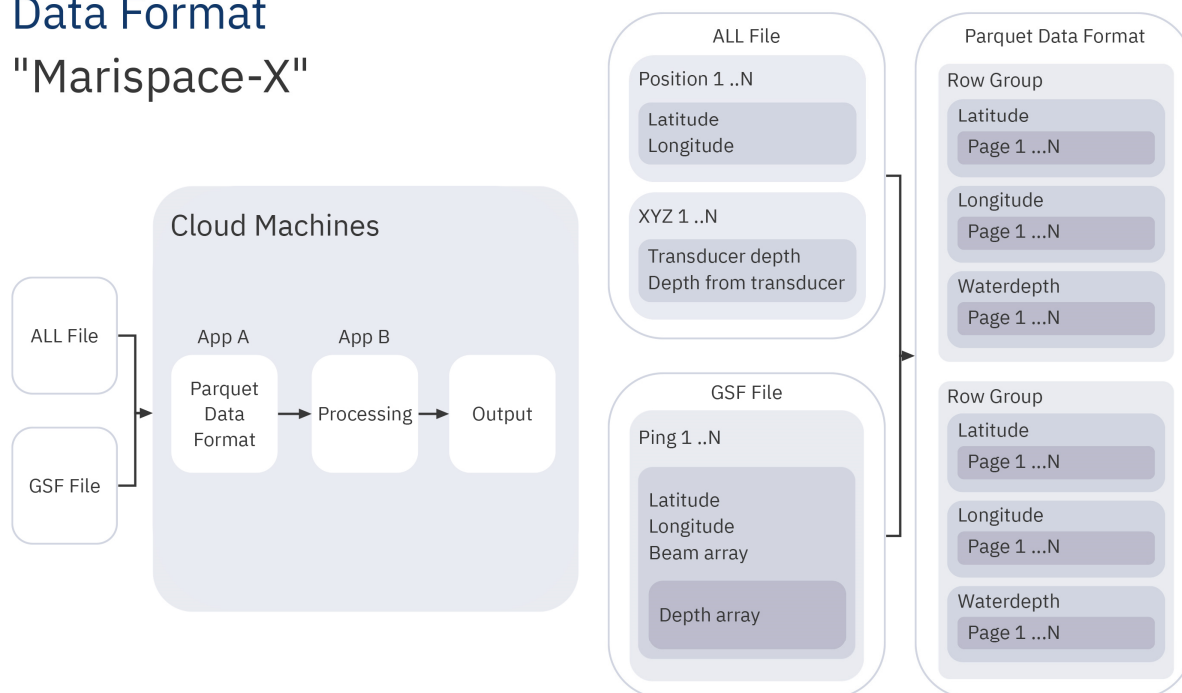 Data Format
"Marispace-X"
Cloud Machines
ALL File
GSF File
App A
Parquet
Data
Format
App B
Processing
Output
ALL File
Position 1 ..N
Latitude
Longitude
XYZ 1 ..N
Transducer depth
Depth from transducer
GSF File
Ping 1 ..N
Latitude
Longitude
Beam array
Depth array
Parquet Data Format
Row Group
Latitude
Page 1 ...N
Longitude
Page 1 ...N
Waterdepth
Page 1 ...N
Row Group
Latitude
Page 1 ...N
Longitude
Page 1 ...N
Waterdepth
Page 1 ...N